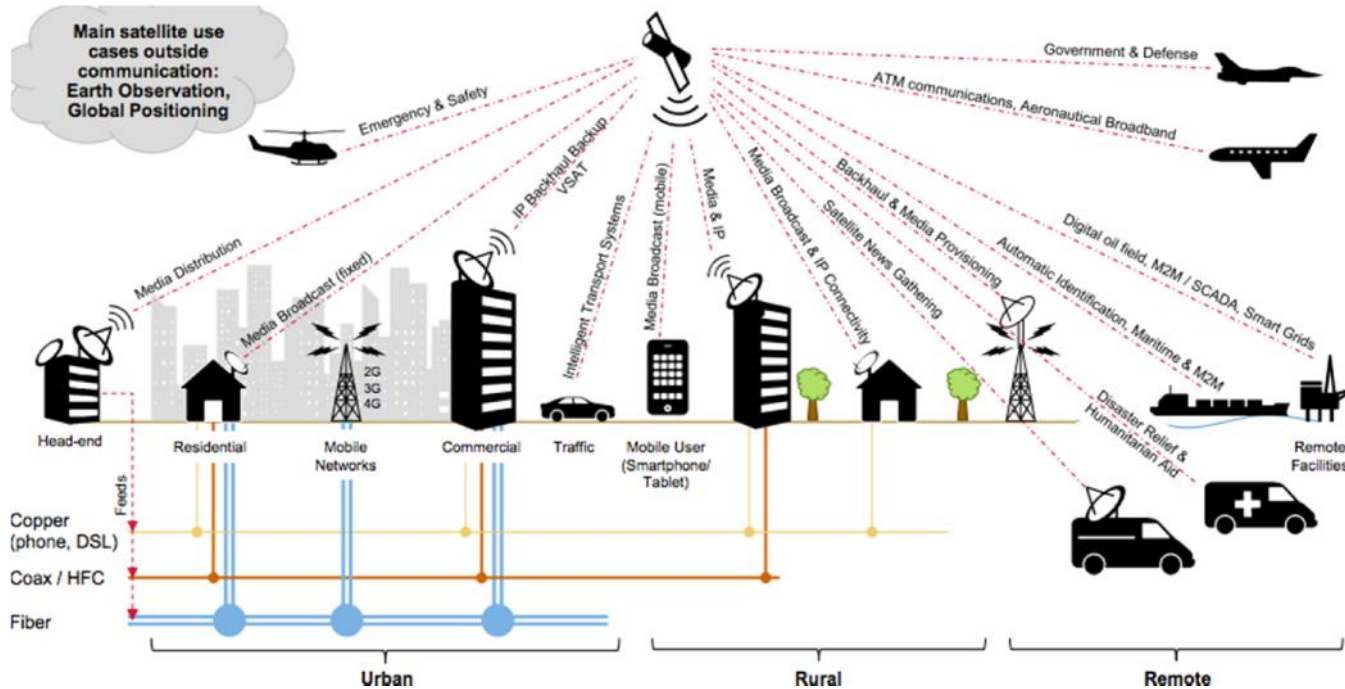 Main satellite use
cases outside
communication:
Earth Observation,
Global Positioning
Government & Defense
ATM communications, Aeronautical Broadband
Emergency & Safety
IP Backhaul Backup
VSAT
Media Distribution
Media Broadcast (fixed)
Intelligent Transport Systems
Media Broadcast (mobile)
Media & IP
Media Broadcast & IP Connectivity
Satellite News Gathering
Backhaul & Media Provisioning
Automatic Identification, Maritime & M2M
Digital oil field, M2M / SCADA, Smart Grids
Disaster Relief &
Humanitarian Aid
2G
3G
4G
Head-end
Residential
Mobile
Networks
Commercial
Traffic
Mobile User
(Smartphone/
Tablet)
Remote
Facilities
Feeds
Copper
(phone, DSL)
Coax / HFC
Fiber
Urban
Rural
Remote